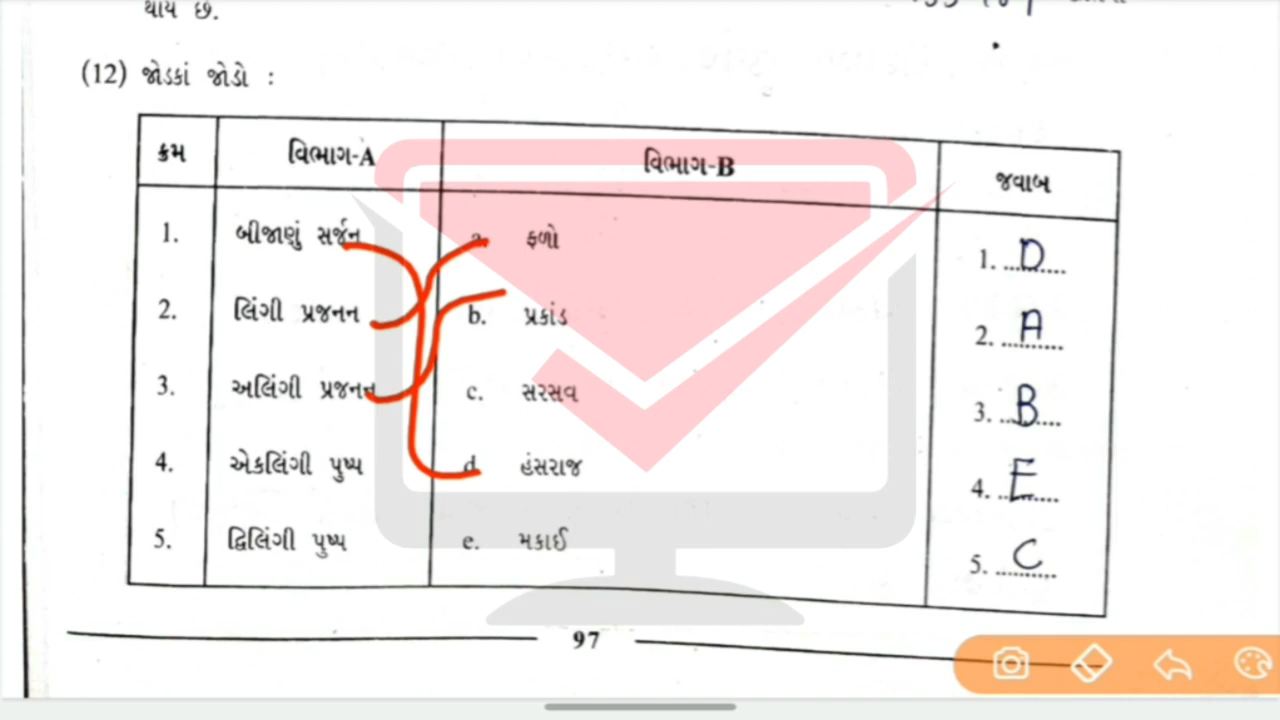 થાય છે.
(12) જોડકાં જોડો :
ક્રમ વિભાગ-A વિભાગ-B જવાબ
1. બીજાણું સર્જન a. ફળો 1. D
2. લિંગી પ્રજનન b. પ્રકાંડ 2. A
3. અલિંગી પ્રજનન c. સરસવ 3. B
4. એકલિંગી પુષ્પ d હંસરાજ 4. E
5. દ્વિલિંગી પુષ્પ e. મકાઈ 5. C
97